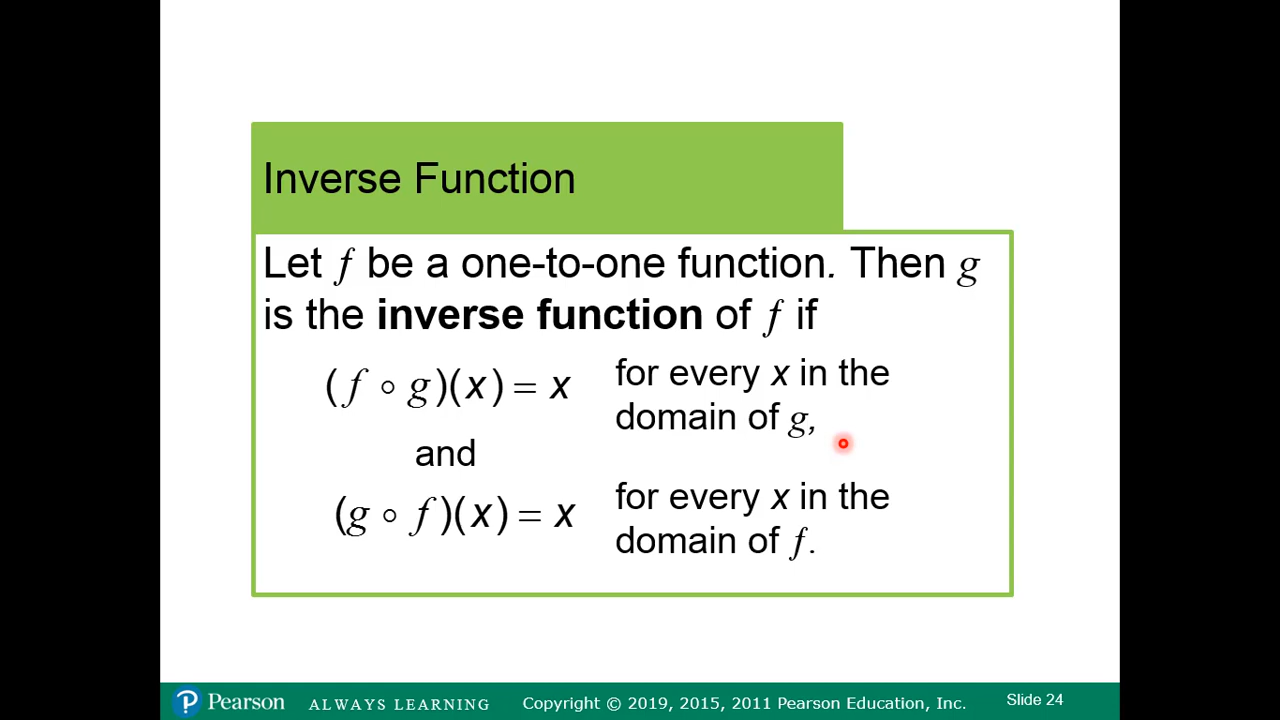 Inverse Function
Let f be a one-to-one function. Then g
is the inverse function of f if
(f ∘ g)(x) = x
for every x in the
domain of g,
and
(g ∘ f)(x) = x
for every x in the
domain of f.
Pearson
ALWAYS LEARNING
Copyright © 2019, 2015, 2011 Pearson Education, Inc.
Slide 24